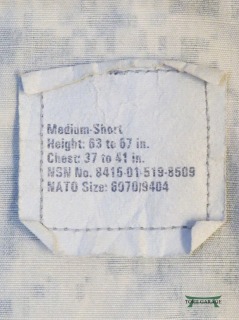 Medium-Short
Height: 63 to 67 in.
Chest: 37 to 41 in.
NSN No. 8415-01-519-8509
NATO Size: 6070/9404